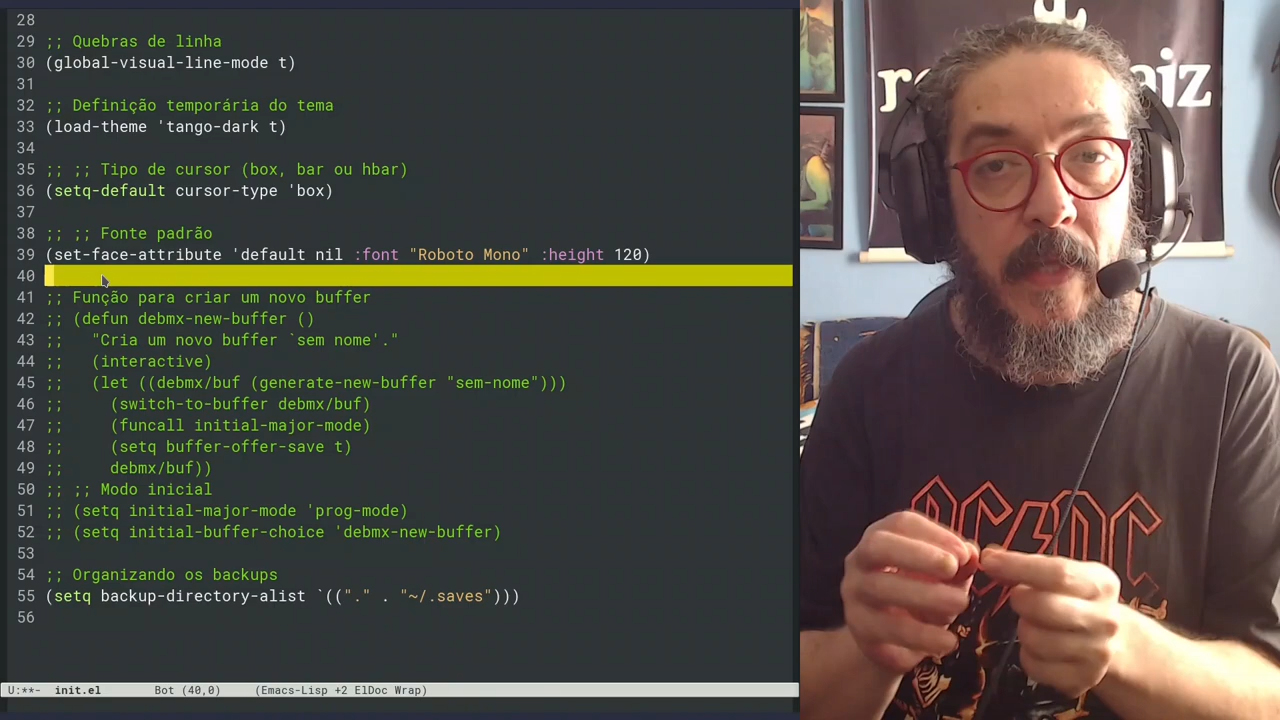 28
29 ;; Quebras de linha
30 (global-visual-line-mode t)
31
32 ;; Definição temporária do tema
33 (load-theme 'tango-dark t)
34
35 ;; ;; Tipo de cursor (box, bar ou hbar)
36 (setq-default cursor-type 'box)
37
38 ;; ;; Fonte padrão
39 (set-face-attribute 'default nil :font "Roboto Mono" :height 120)
40
41 ;; Função para criar um novo buffer
42 ;; (defun debmx-new-buffer ()
43 ;;   "Cria um novo buffer `sem nome'."
44 ;;   (interactive)
45 ;;   (let ((debmx/buf (generate-new-buffer "sem-nome")))
46 ;;     (switch-to-buffer debmx/buf)
47 ;;     (funcall initial-major-mode)
48 ;;     (setq buffer-offer-save t)
49 ;;     debmx/buf))
50 ;; ;; Modo inicial
51 ;; (setq initial-major-mode 'prog-mode)
52 ;; (setq initial-buffer-choice 'debmx-new-buffer)
53
54 ;; Organizando os backups
55 (setq backup-directory-alist `(("." . "~/.saves")))
56
U:**-  init.el      Bot (40,0)    (Emacs-Lisp +2 ElDoc Wrap)
AC/DC